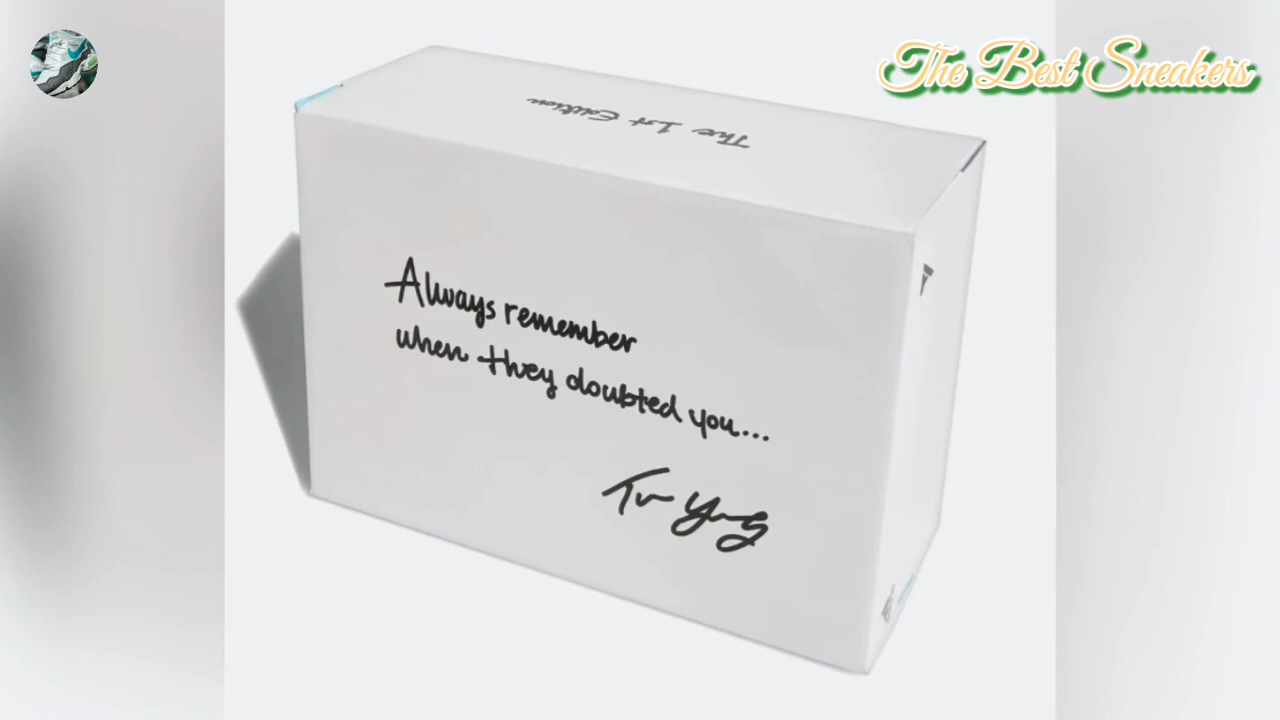 The Best Sneakers
The 1st Edition
Always remember
when they doubted you...